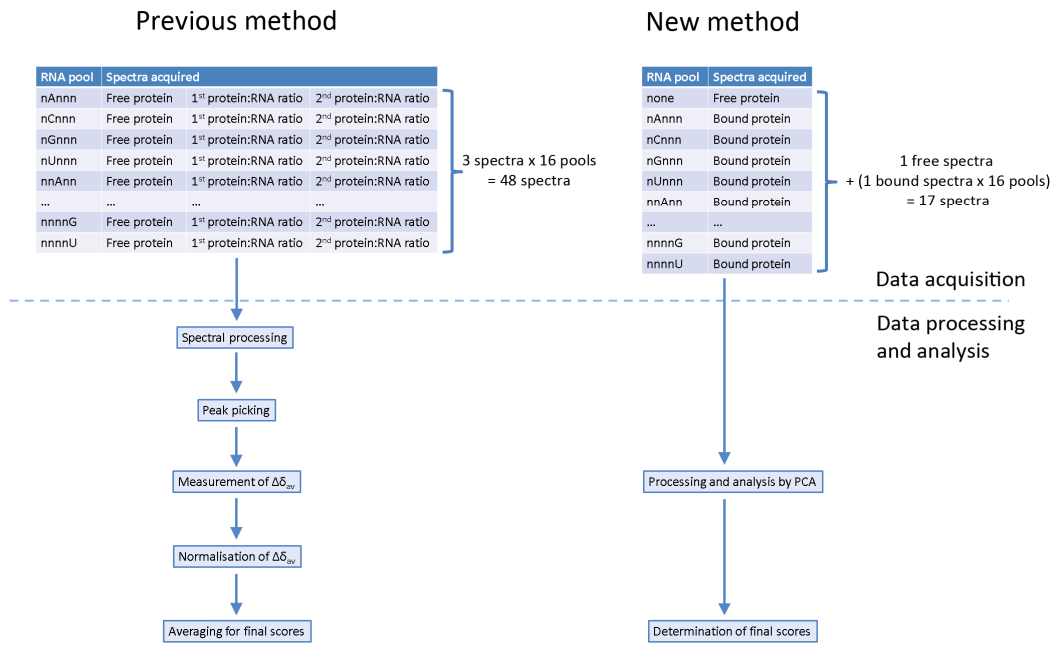 Previous method
New method
RNA pool Spectra acquired
nAnnn Free protein 1st protein:RNA ratio 2nd protein:RNA ratio
nCnnn Free protein 1st protein:RNA ratio 2nd protein:RNA ratio
nGnnn Free protein 1st protein:RNA ratio 2nd protein:RNA ratio
nUnnn Free protein 1st protein:RNA ratio 2nd protein:RNA ratio
nnAnn Free protein 1st protein:RNA ratio 2nd protein:RNA ratio
... ... ... ...
nnnnG Free protein 1st protein:RNA ratio 2nd protein:RNA ratio
nnnnU Free protein 1st protein:RNA ratio 2nd protein:RNA ratio
3 spectra x 16 pools
= 48 spectra
RNA pool Spectra acquired
none Free protein
nAnnn Bound protein
nCnnn Bound protein
nGnnn Bound protein
nUnnn Bound protein
nnAnn Bound protein
... ...
nnnnG Bound protein
nnnnU Bound protein
1 free spectra
+ (1 bound spectra x 16 pools)
= 17 spectra
Data acquisition
Data processing
and analysis
Spectral processing
Peak picking
Measurement of Δδav
Normalisation of Δδav
Averaging for final scores
Processing and analysis by PCA
Determination of final scores